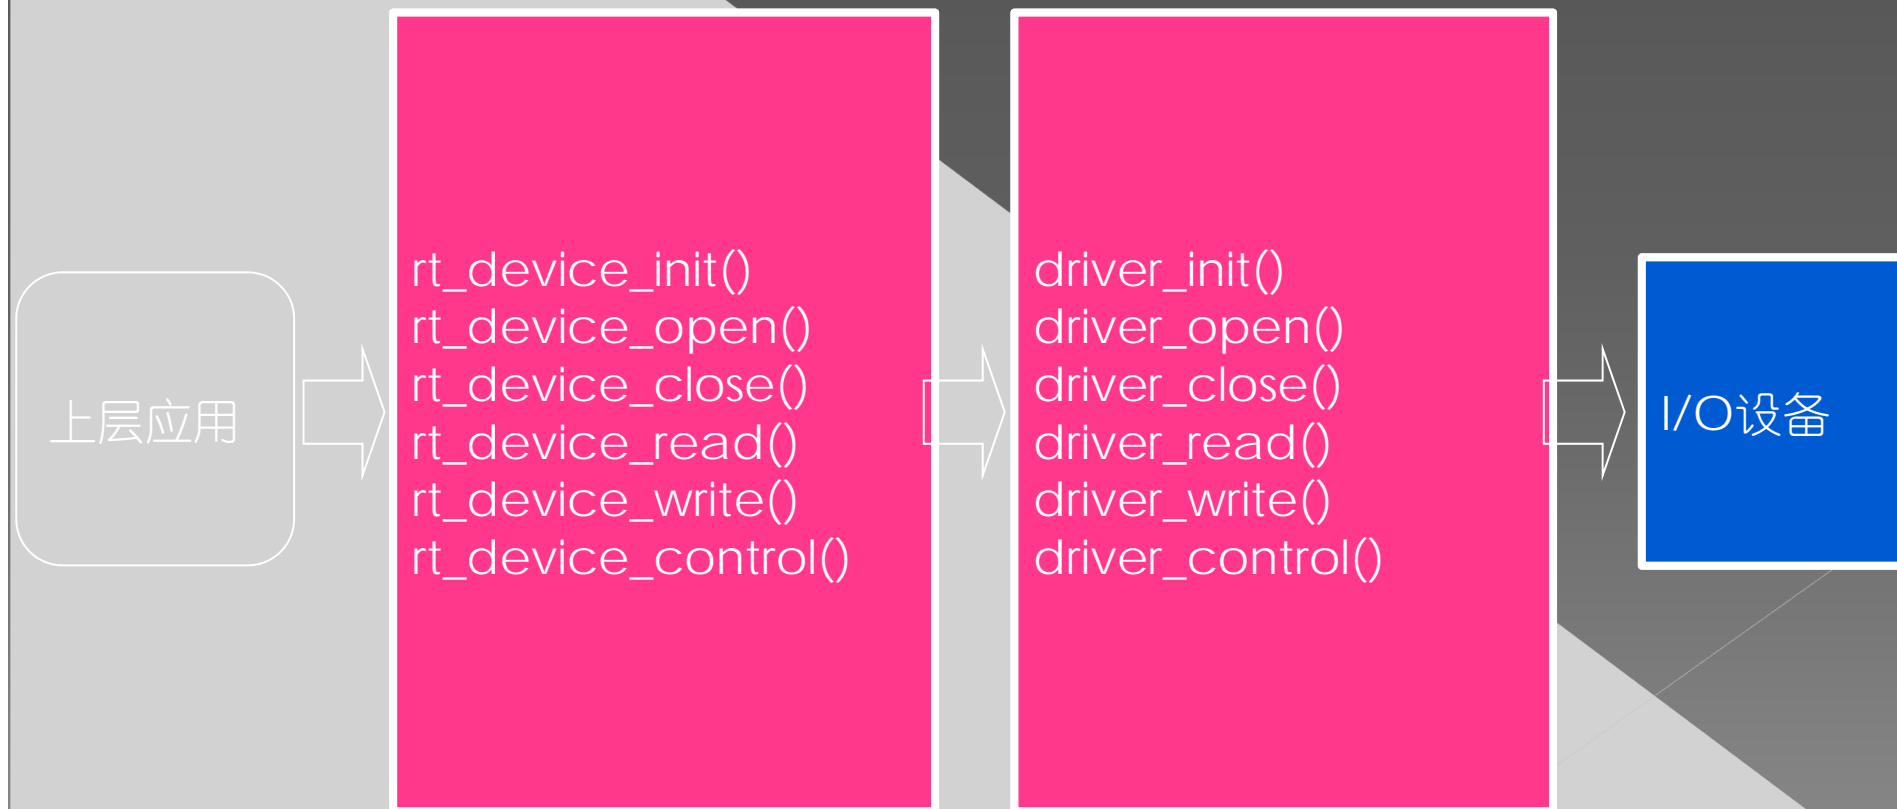 上层应用
rt_device_init()
rt_device_open()
rt_device_close()
rt_device_read()
rt_device_write()
rt_device_control()
driver_init()
driver_open()
driver_close()
driver_read()
driver_write()
driver_control()
I/O设备